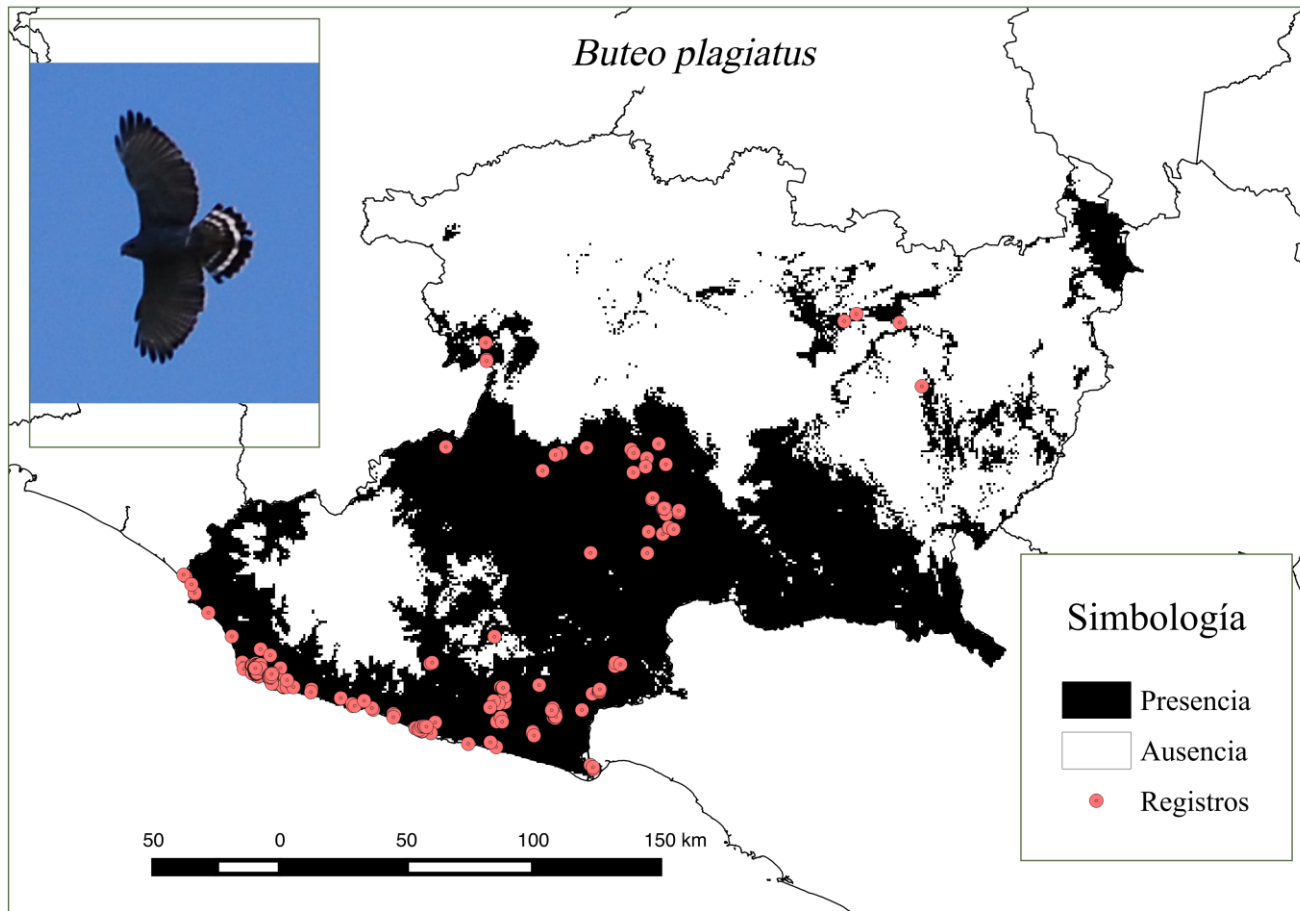 Buteo plagiatus
Simbología
Presencia
Ausencia
Registros
50 0 50 100 150 km